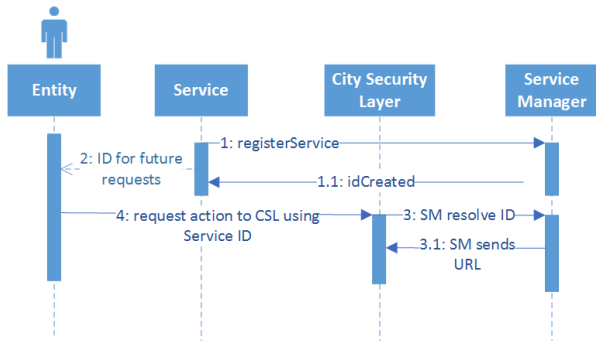 Entity
Service
City Security
Layer
Service
Manager
1: registerService
2: ID for future
requests
1.1: idCreated
4: request action to CSL using
Service ID
3: SM resolve ID
3.1: SM sends
URL